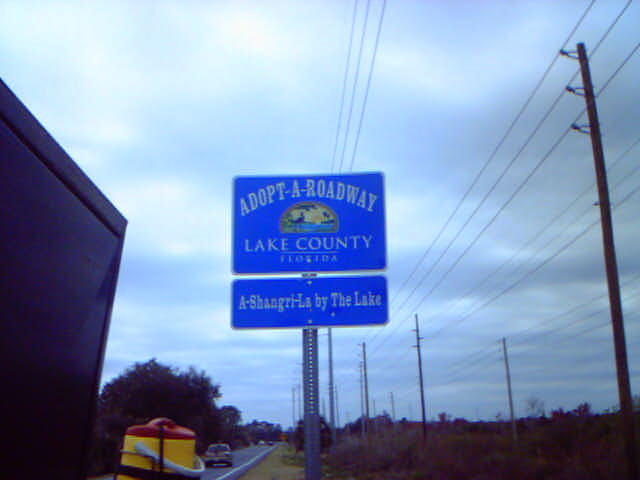 ADOPT-A-ROADWAY
LAKE COUNTY
FLORIDA
A-Shangri-La by The Lake